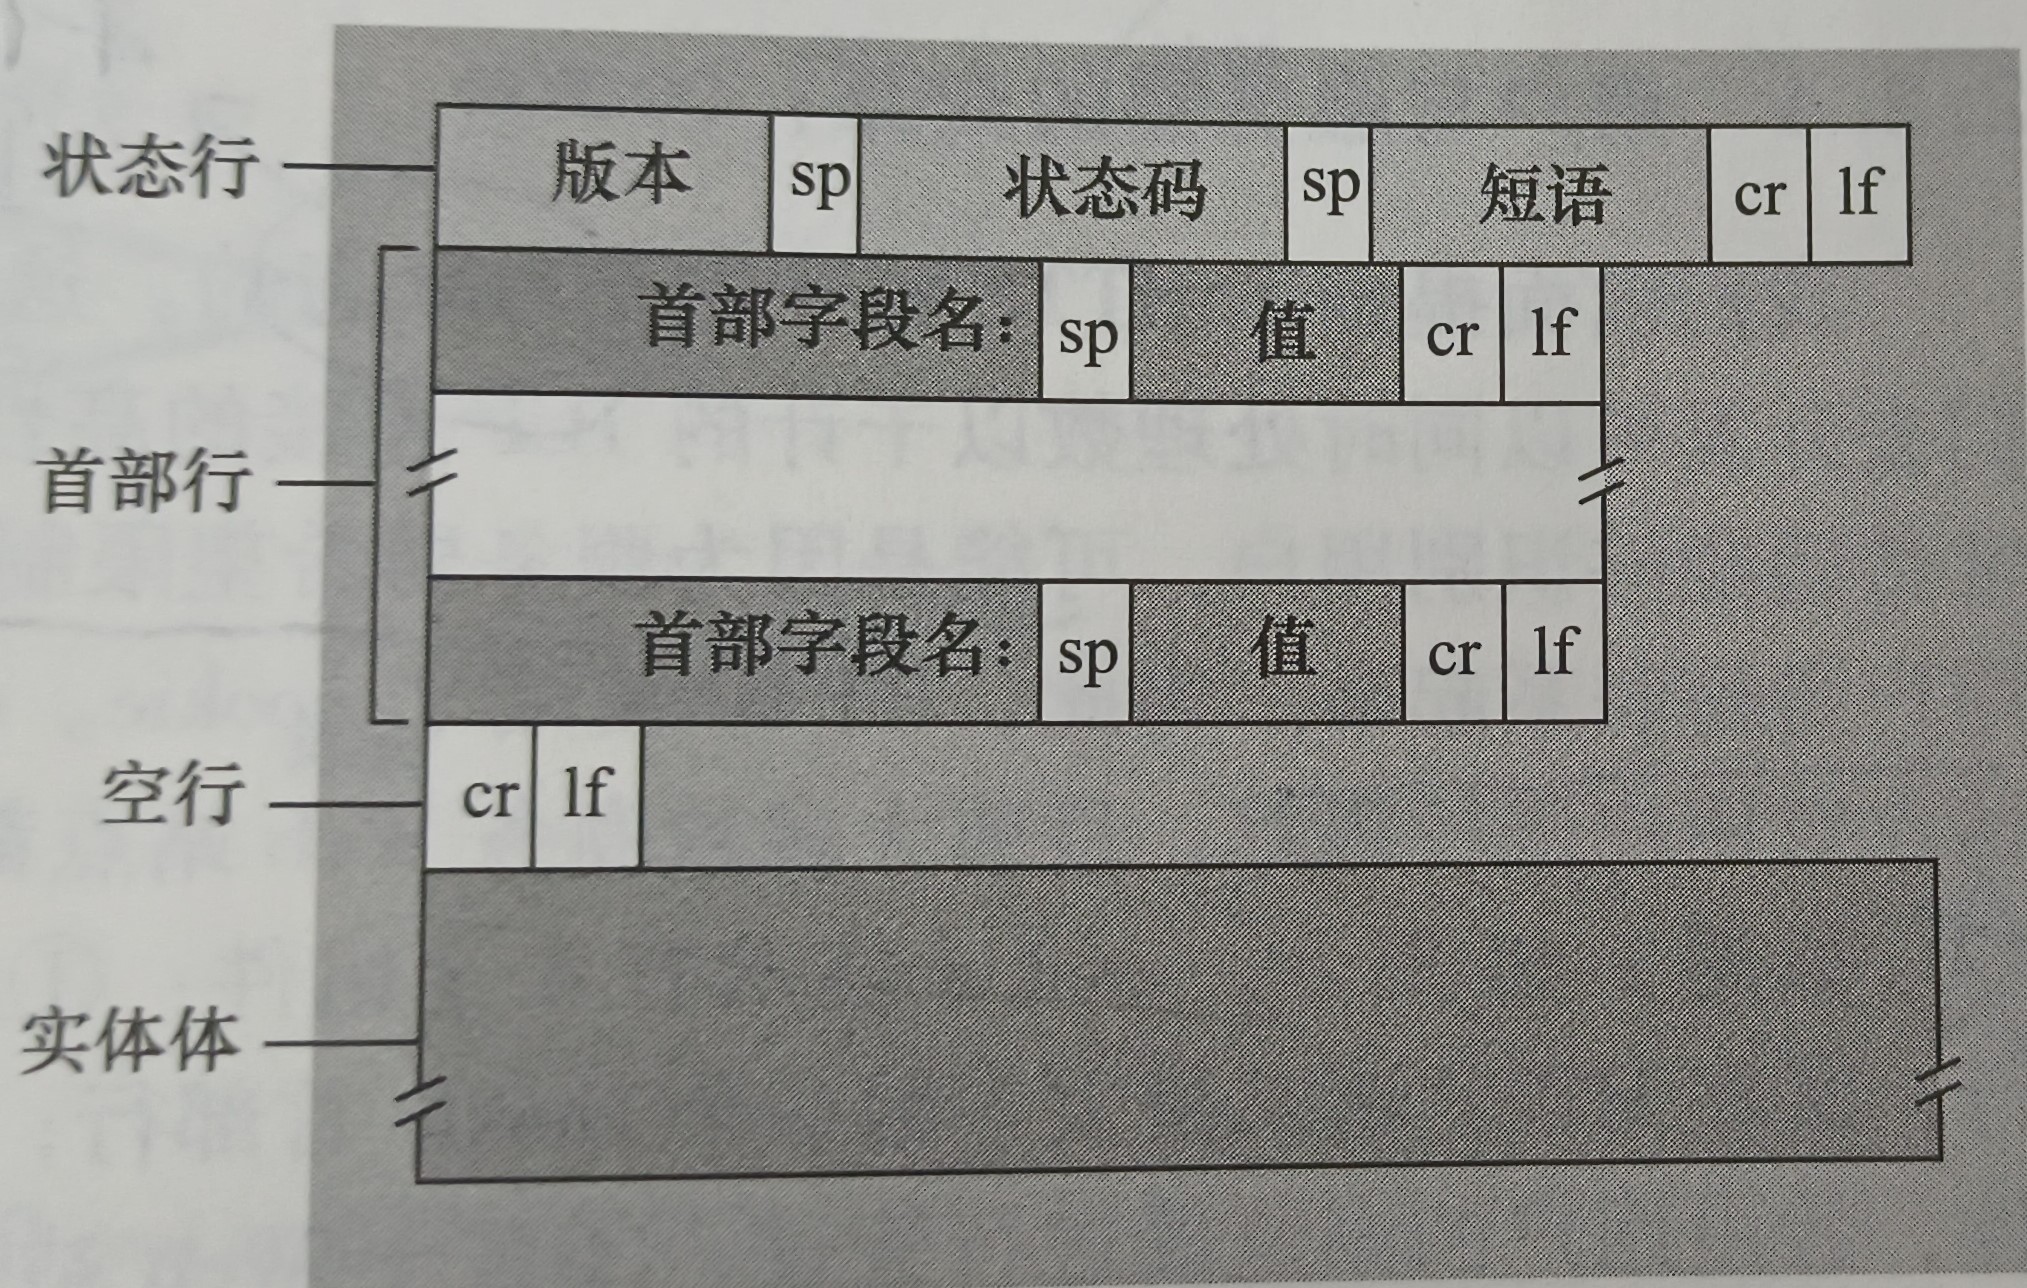 状态行 版本 sp 状态码 sp 短语 cr lf
首部字段名: sp 值 cr lf
首部行
首部字段名: sp 值 cr lf
空行 cr lf
实体体